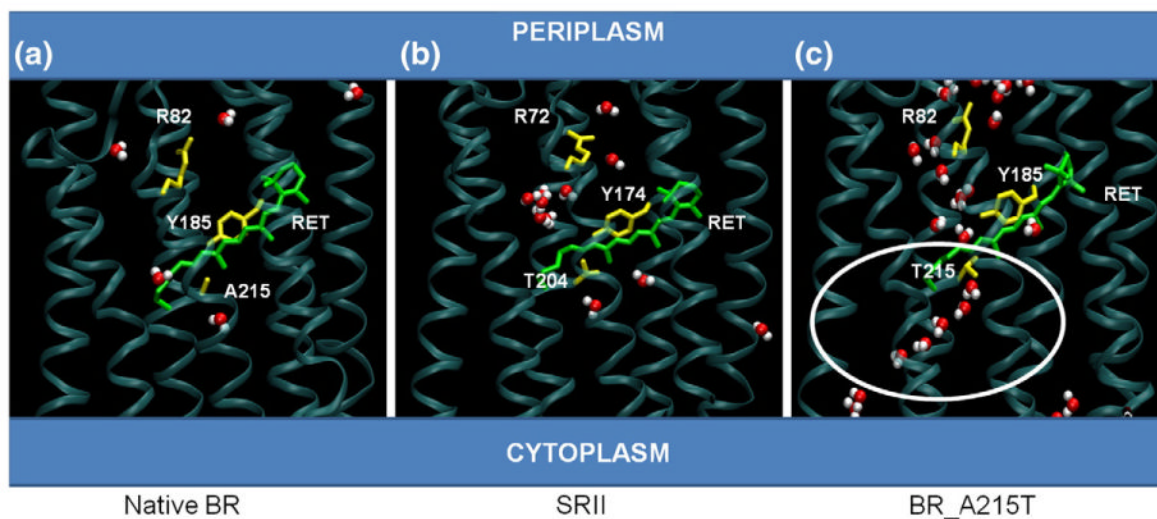 PERIPLASM
(a)
R82
Y185
RET
A215
(b)
R72
Y174
RET
T204
(c)
R82
Y185
RET
T215
CYTOPLASM
Native BR
SRII
BR_A215T